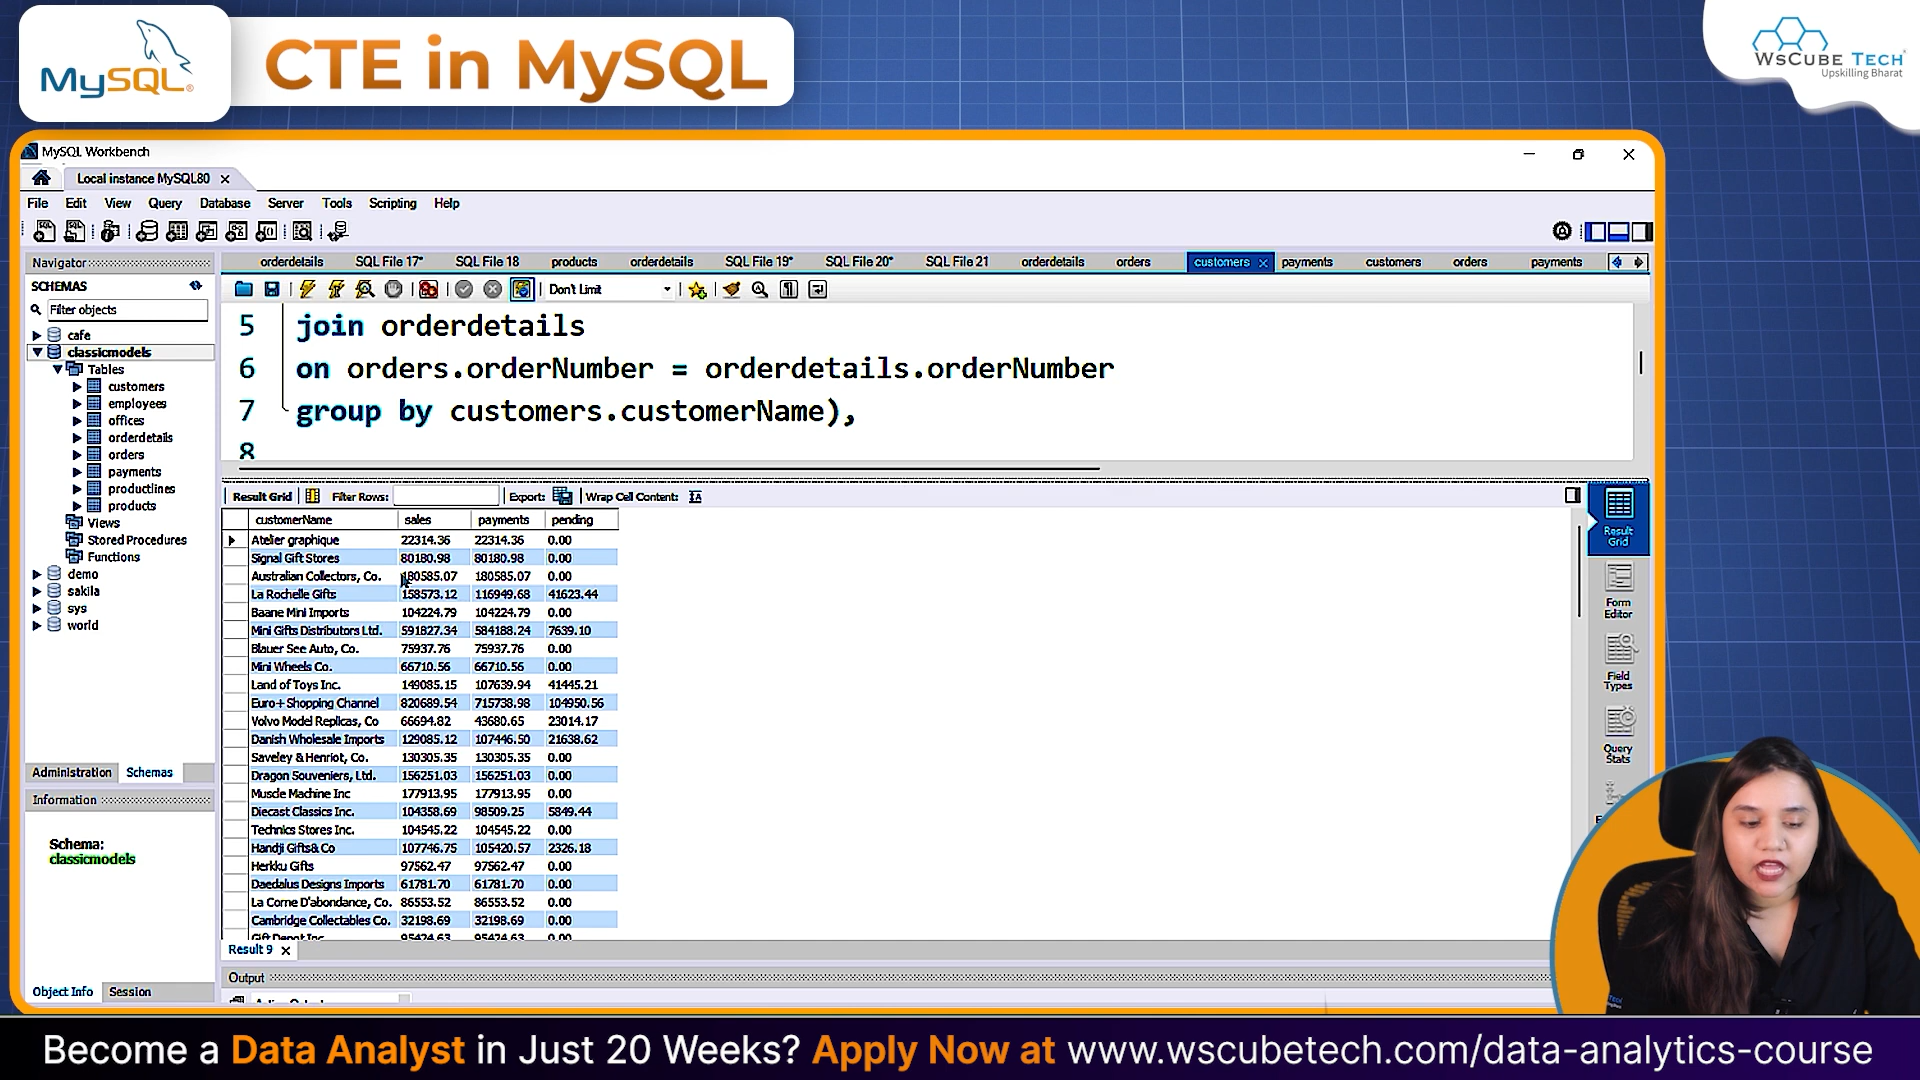 MySQL®
CTE in MySQL
WsCube Tech
Upskilling Bharat
MySQL Workbench
Local instance MySQL80
File Edit View Query Database Server Tools Scripting Help
Navigator
SCHEMAS
Filter objects
cafe
classicmodels
Tables
customers
employees
offices
orderdetails
orders
payments
productlines
products
Views
Stored Procedures
Functions
demo
sakila
sys
world
Administration Schemas
Information
Schema:
classicmodels
Object Info Session
orderdetails SQL File 17* SQL File 18 products orderdetails SQL File 19* SQL File 20* SQL File 21 orderdetails orders customers payments customers orders payments
Don't Limit
5 join orderdetails
6 on orders.orderNumber = orderdetails.orderNumber
7 group by customers.customerName),
8
Result Grid Filter Rows: Export: Wrap Cell Content:
customerName sales payments pending
Atelier graphique 22314.36 22314.36 0.00
Signal Gift Stores 80180.98 80180.98 0.00
Australian Collectors, Co. 180585.07 180585.07 0.00
La Rochelle Gifts 158573.12 116949.68 41623.44
Baane Mini Imports 104224.79 104224.79 0.00
Mini Gifts Distributors Ltd. 591827.34 584188.24 7639.10
Blauer See Auto, Co. 75937.76 75937.76 0.00
Mini Wheels Co. 66710.56 66710.56 0.00
Land of Toys Inc. 149085.15 107639.94 41445.21
Euro+ Shopping Channel 820689.54 715738.98 104950.56
Volvo Model Replicas, Co 66694.82 43680.65 23014.17
Danish Wholesale Imports 129085.12 107446.50 21638.62
Saveley & Henriot, Co. 130305.35 130305.35 0.00
Dragon Souveniers, Ltd. 156251.03 156251.03 0.00
Muscle Machine Inc 177913.95 177913.95 0.00
Diecast Classics Inc. 104358.69 98509.25 5849.44
Technics Stores Inc. 104545.22 104545.22 0.00
Handji Gifts& Co 107746.75 105420.57 2326.18
Herkku Gifts 97562.47 97562.47 0.00
Daedalus Designs Imports 61781.70 61781.70 0.00
La Corne D'abondance, Co. 86553.52 86553.52 0.00
Cambridge Collectables Co. 32198.69 32198.69 0.00
Gift Depot Inc. 95424.63 95424.63 0.00
Result 9
Output
Result
Grid
Form
Editor
Field
Types
Query
Stats
Become a Data Analyst in Just 20 Weeks? Apply Now at www.wscubetech.com/data-analytics-course